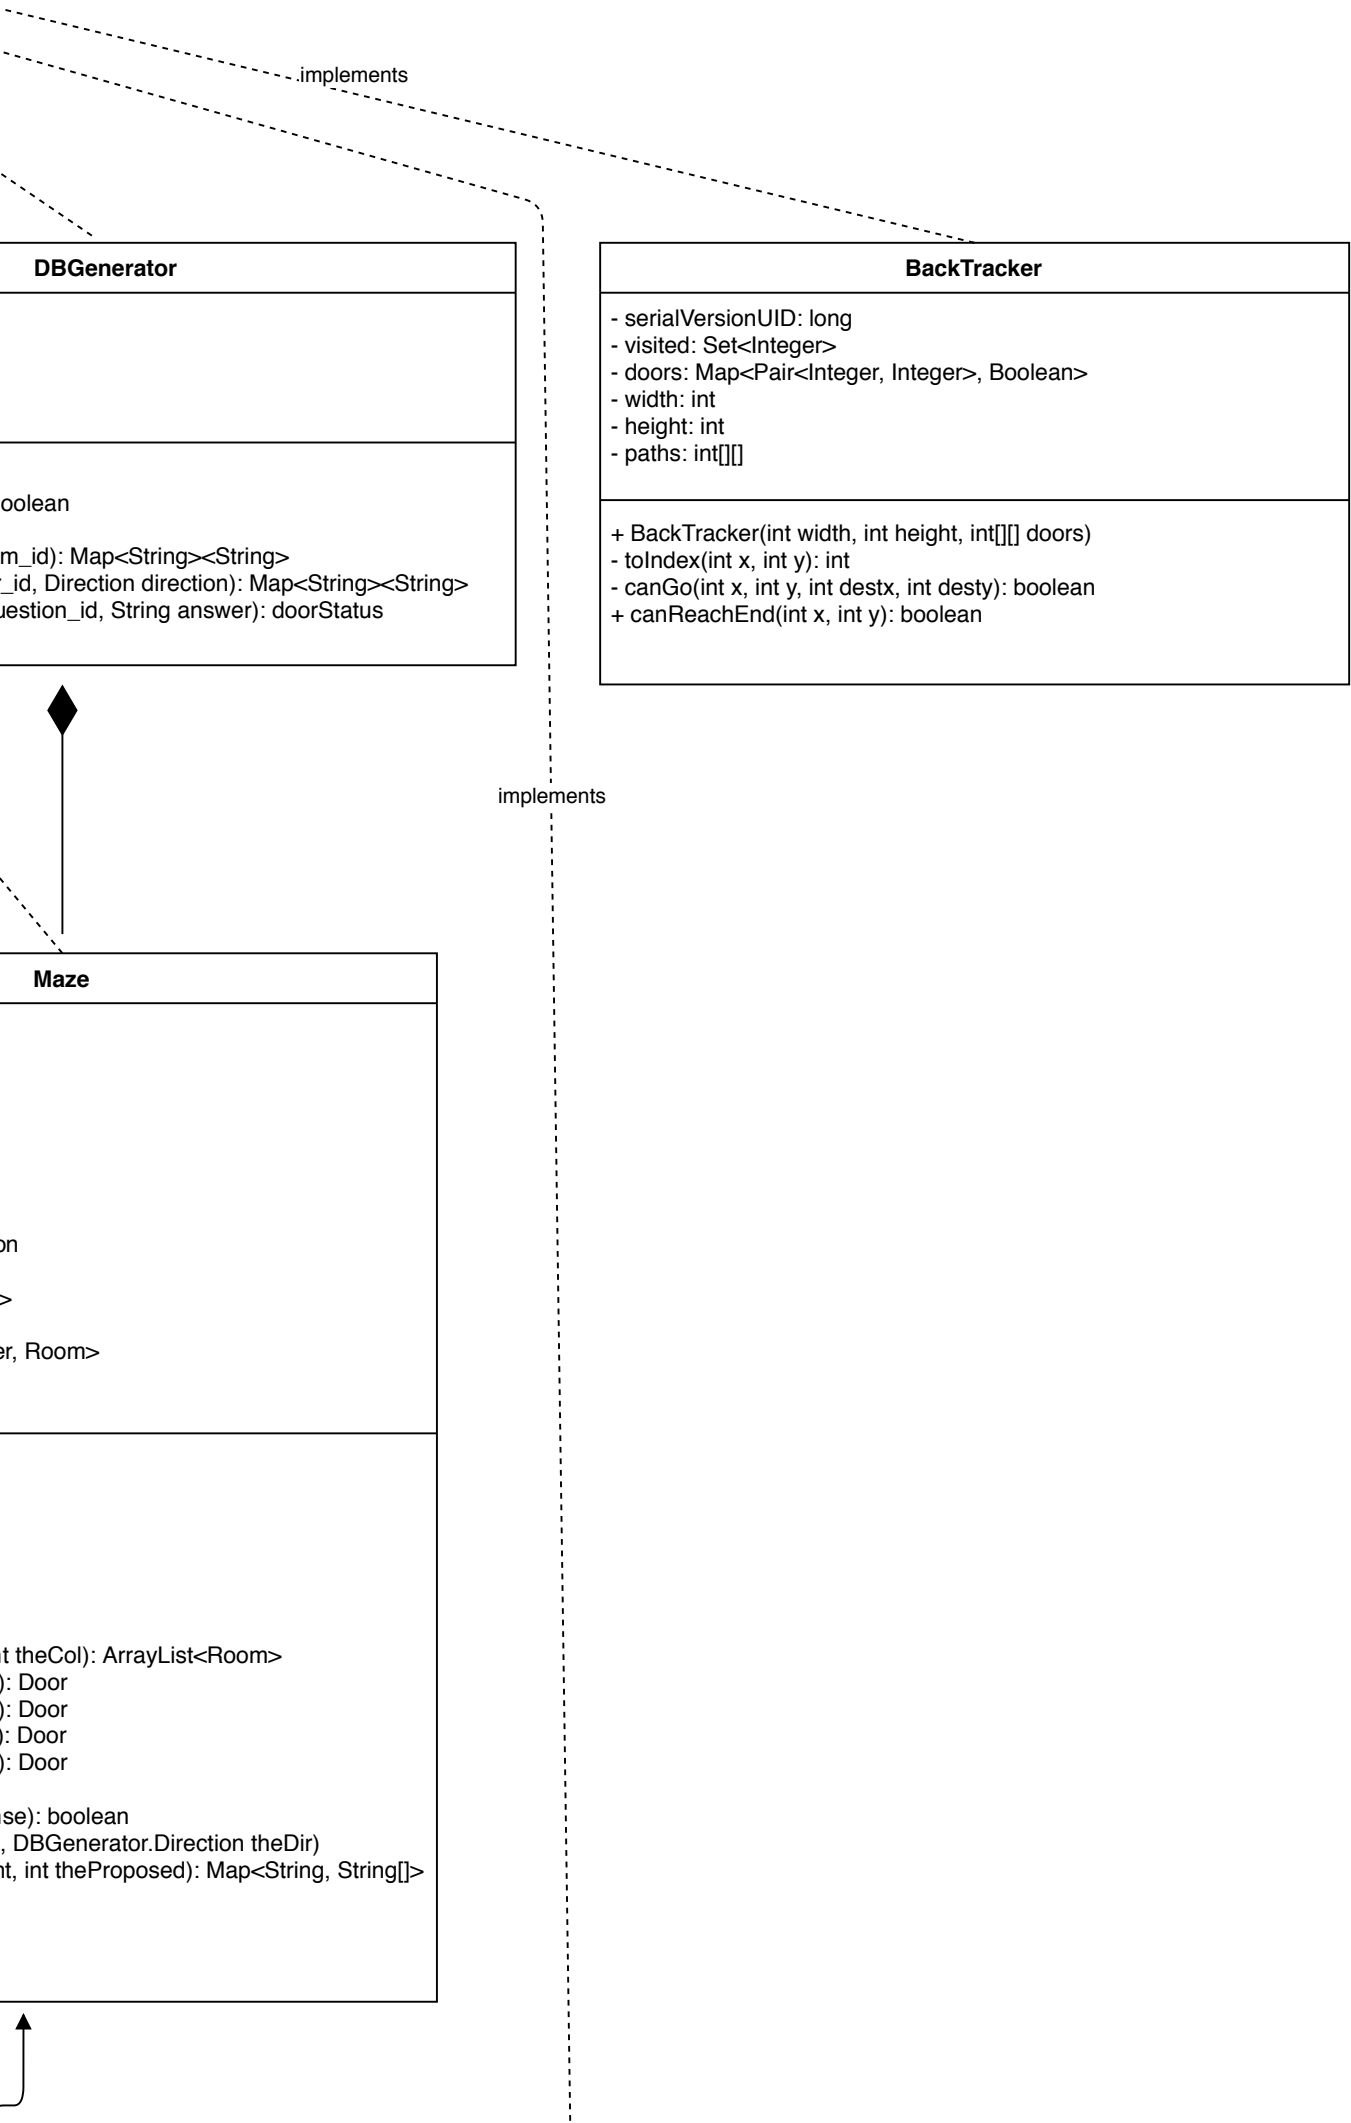 implements
DBGenerator
oolean
m_id): Map<String><String>
r_id, Direction direction): Map<String><String>
uestion_id, String answer): doorStatus
BackTracker
- serialVersionUID: long
- visited: Set<Integer>
- doors: Map<Pair<Integer, Integer>, Boolean>
- width: int
- height: int
- paths: int[][]
+ BackTracker(int width, int height, int[][] doors)
- toIndex(int x, int y): int
- canGo(int x, int y, int destx, int desty): boolean
+ canReachEnd(int x, int y): boolean
implements
Maze
on
>
er, Room>
nt theCol): ArrayList<Room>
): Door
): Door
): Door
): Door
nse): boolean
, DBGenerator.Direction theDir)
nt, int theProposed): Map<String, String[]>